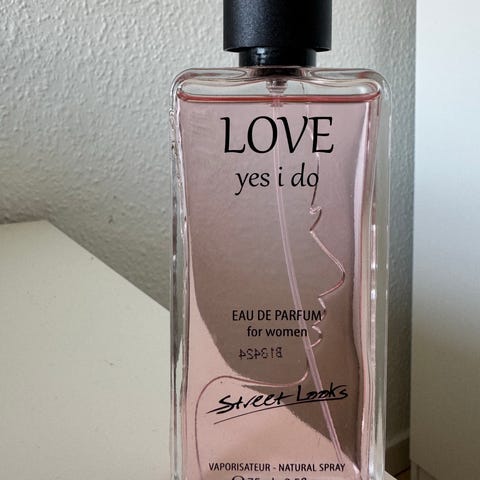 LOVE
yes i do
EAU DE PARFUM
for women
B13424
Street Looks
VAPORISATEUR - NATURAL SPRAY